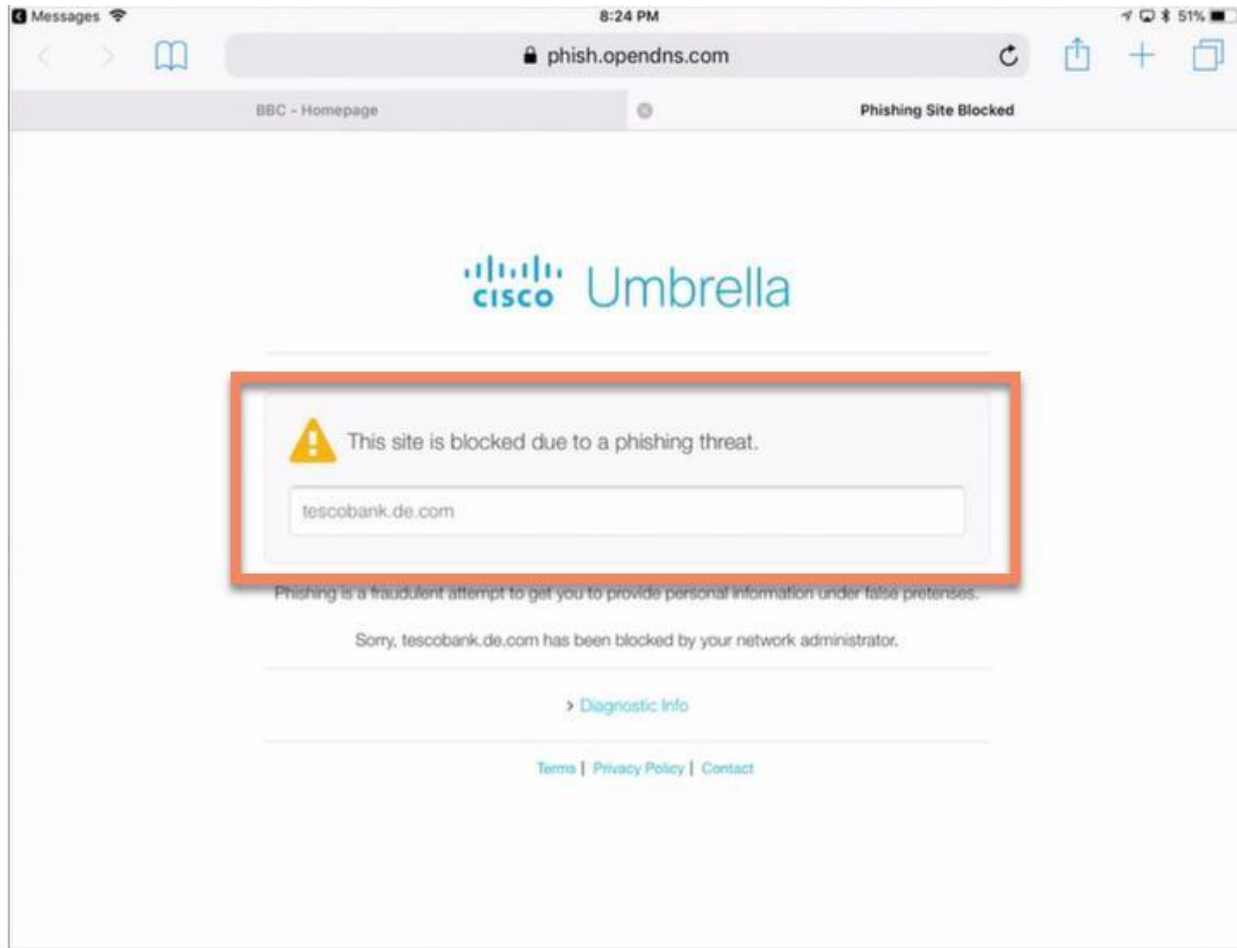 Messages
8:24 PM
51%
phish.opendns.com
BBC - Homepage
Phishing Site Blocked
cisco Umbrella
This site is blocked due to a phishing threat.
tescobank.de.com
Phishing is a fraudulent attempt to get you to provide personal information under false pretenses.
Sorry, tescobank.de.com has been blocked by your network administrator.
> Diagnostic Info
Terms | Privacy Policy | Contact